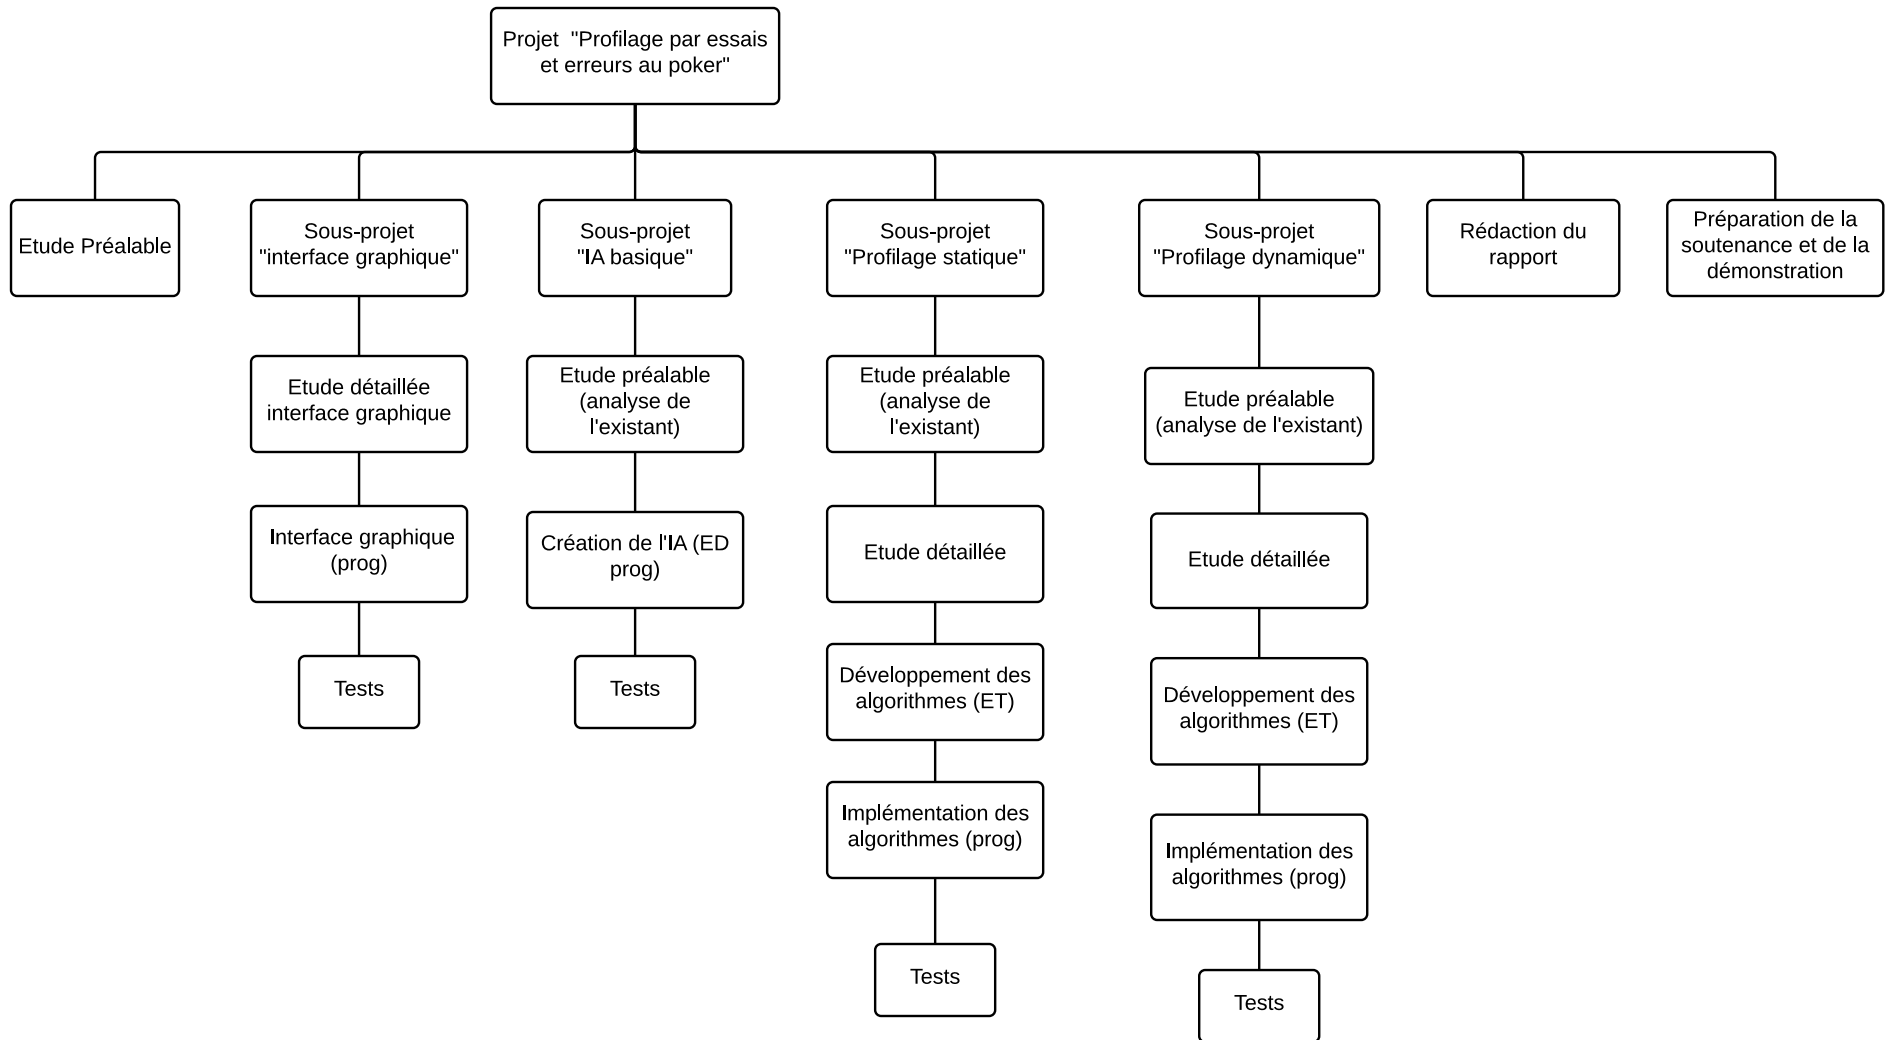 Projet "Profilage par essais
et erreurs au poker"
Etude Préalable
Sous-projet
"interface graphique"
Sous-projet
"IA basique"
Sous-projet
"Profilage statique"
Sous-projet
"Profilage dynamique"
Rédaction du
rapport
Préparation de la
soutenance et de la
démonstration
Etude détaillée
interface graphique
Interface graphique
(prog)
Tests
Etude préalable
(analyse de
l'existant)
Création de l'IA (ED
prog)
Tests
Etude préalable
(analyse de
l'existant)
Etude détaillée
Développement des
algorithmes (ET)
Implémentation des
algorithmes (prog)
Tests
Etude préalable
(analyse de l'existant)
Etude détaillée
Développement des
algorithmes (ET)
Implémentation des
algorithmes (prog)
Tests